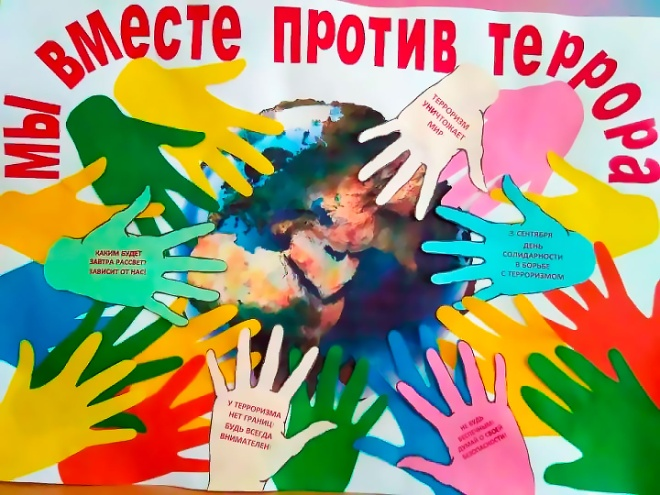 мы вместе против террора
ТЕРРОРИЗМ
УНИЧТОЖАЕТ
МИР
КАКИМ БУДЕТ
ЗАВТРА РАССВЕТ?
ЗАВИСИТ ОТ НАС!
3 СЕНТЯБРЯ
ДЕНЬ
СОЛИДАРНОСТИ
В БОРЬБЕ
С ТЕРРОРИЗМОМ
У ТЕРРОРИЗМА
НЕТ ГРАНИЦ:
БУДЬ ВСЕГДА
ВНИМАТЕЛЕН!
НЕ БУДЬ
БЕСПЕЧНЫМ!
ДУМАЙ О СВОЕЙ
БЕЗОПАСНОСТИ!